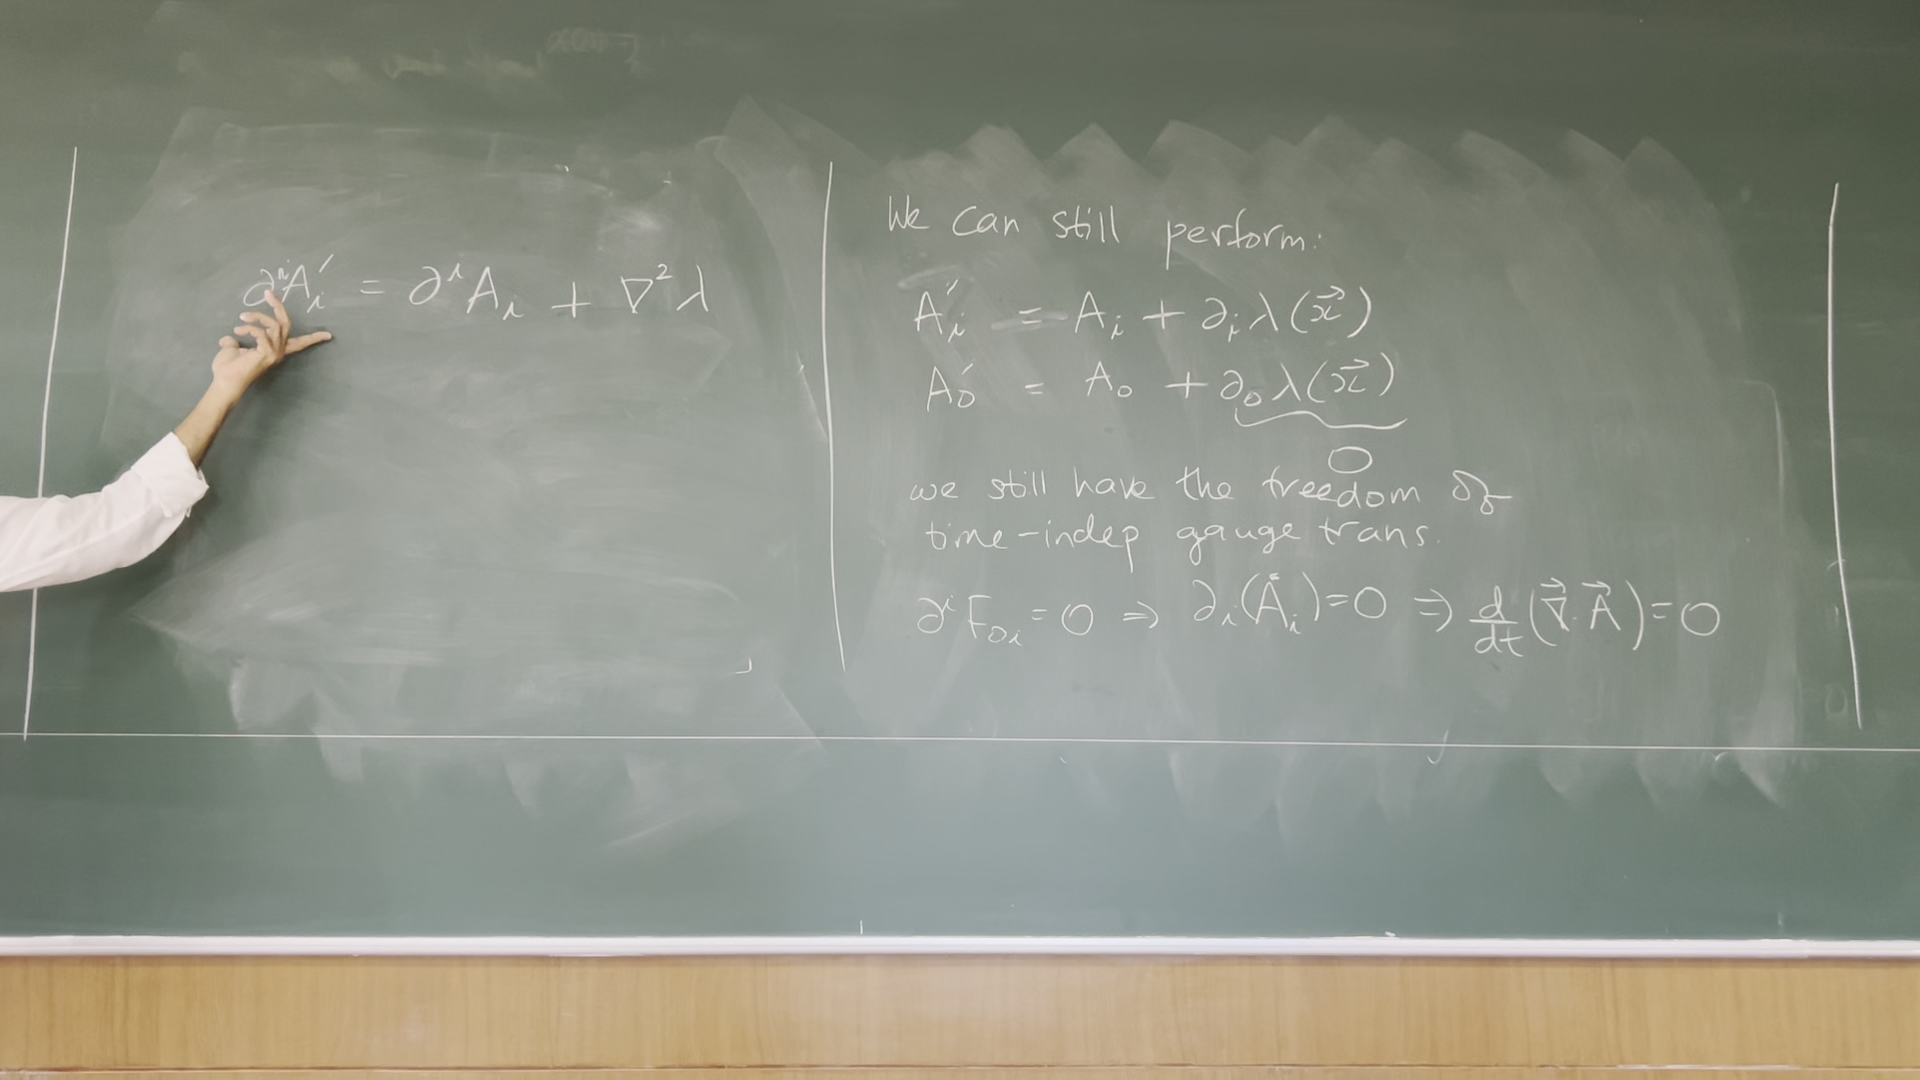 ∂ⁱA′ᵢ = ∂ⁱAᵢ + ∇²λ
We can still perform:
A″ᵢ = Aᵢ + ∂ᵢλ(x⃗)
A′₀ = A₀ + ∂₀λ(x⃗)
0
we still have the freedom of
time-indep gauge trans.
∂ⁱF₀ᵢ = 0 ⇒ ∂ᵢ(Ȧᵢ)=0 ⇒ d/dt(∇⃗·A⃗)=0